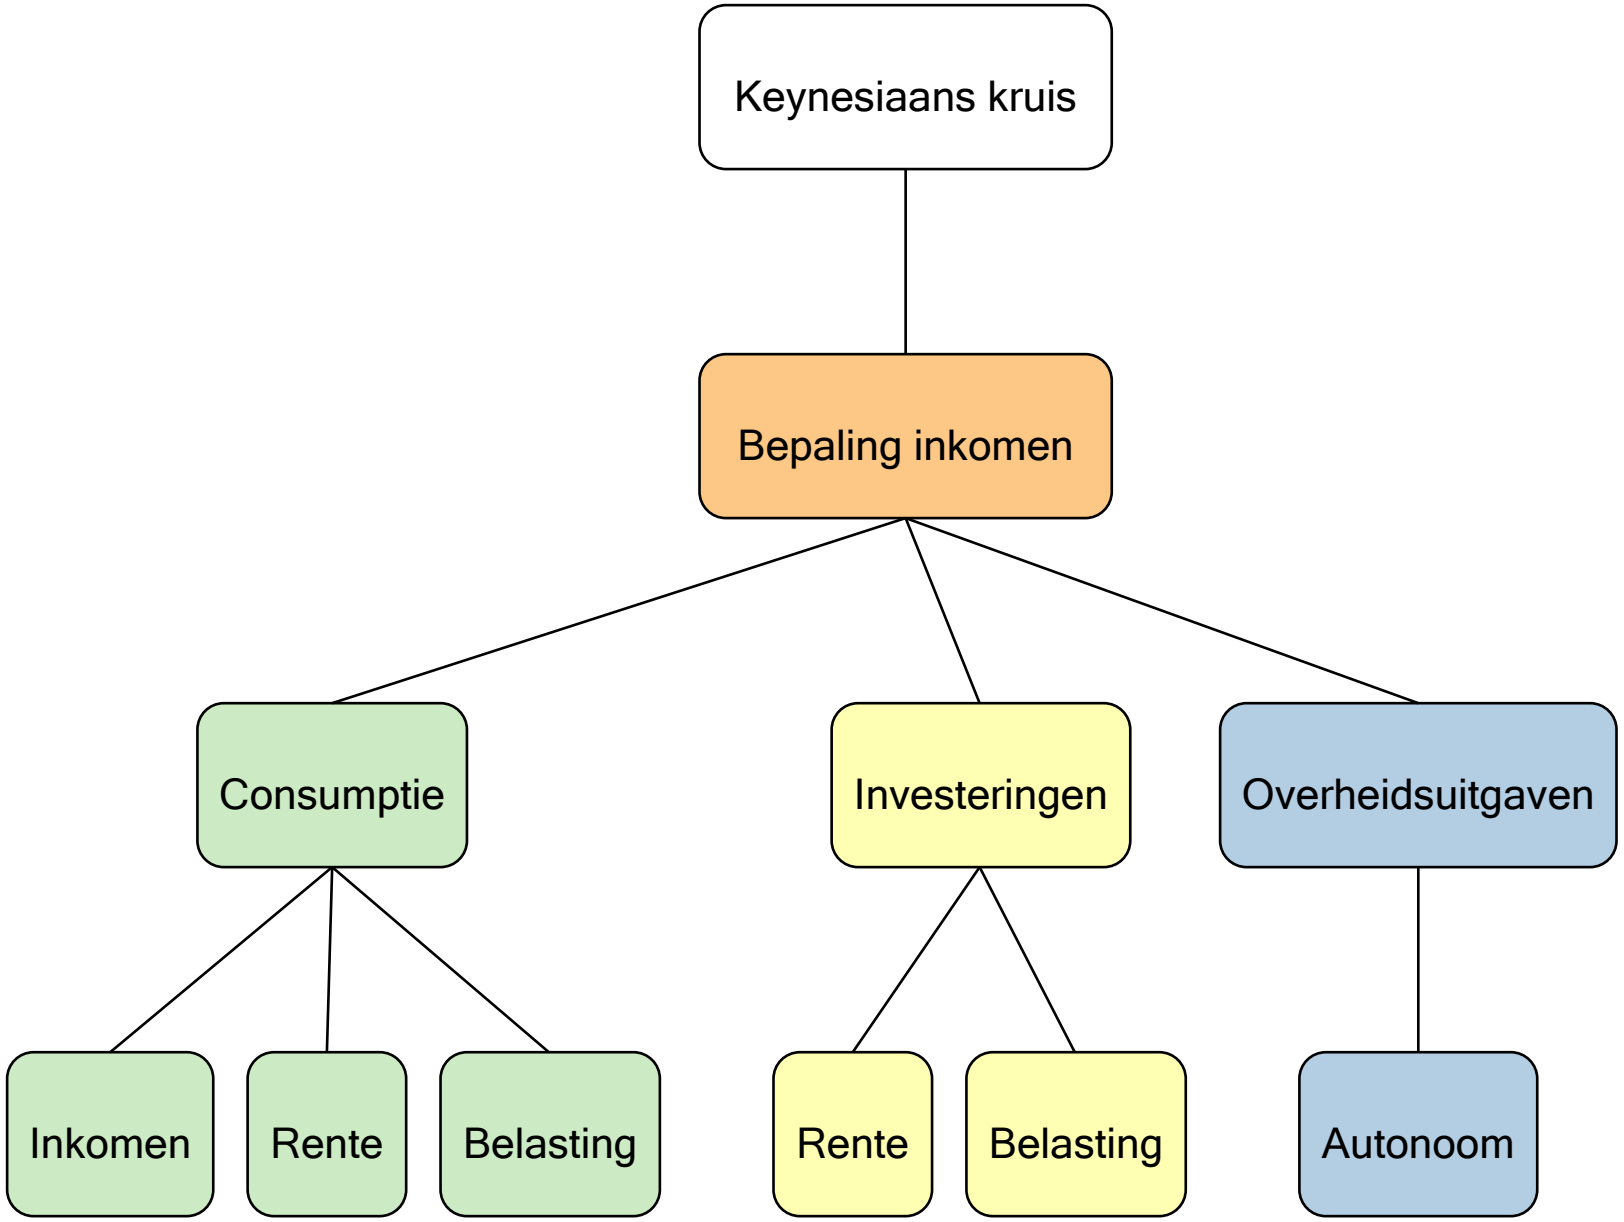 Keynesiaans kruis
Bepaling inkomen
Consumptie
Investeringen
Overheidsuitgaven
Inkomen
Rente
Belasting
Rente
Belasting
Autonoom